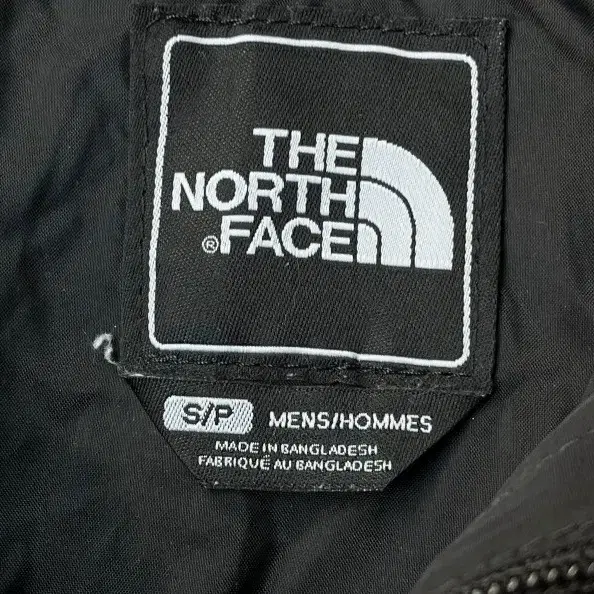 THE
NORTH
® FACE
S/P MENS/HOMMES
MADE IN BANGLADESH
FABRIQUÉ AU BANGLADESH